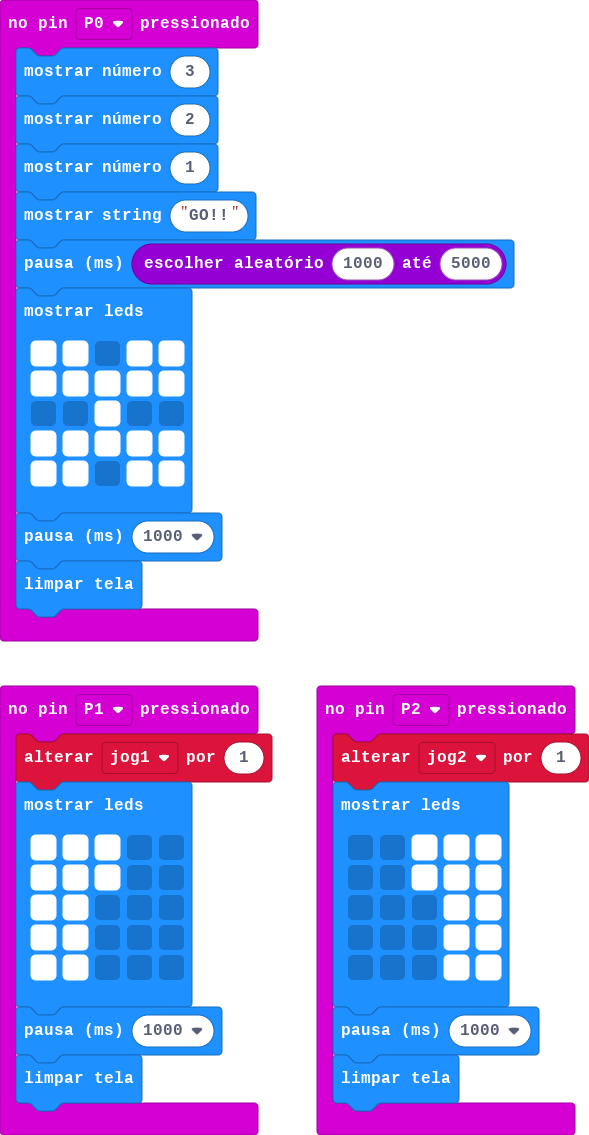 no pin P0 pressionado
mostrar número 3
mostrar número 2
mostrar número 1
mostrar string "GO!!"
pausa (ms) escolher aleatório 1000 até 5000
mostrar leds
pausa (ms) 1000
limpar tela
no pin P1 pressionado
alterar jog1 por 1
mostrar leds
pausa (ms) 1000
limpar tela
no pin P2 pressionado
alterar jog2 por 1
mostrar leds
pausa (ms) 1000
limpar tela